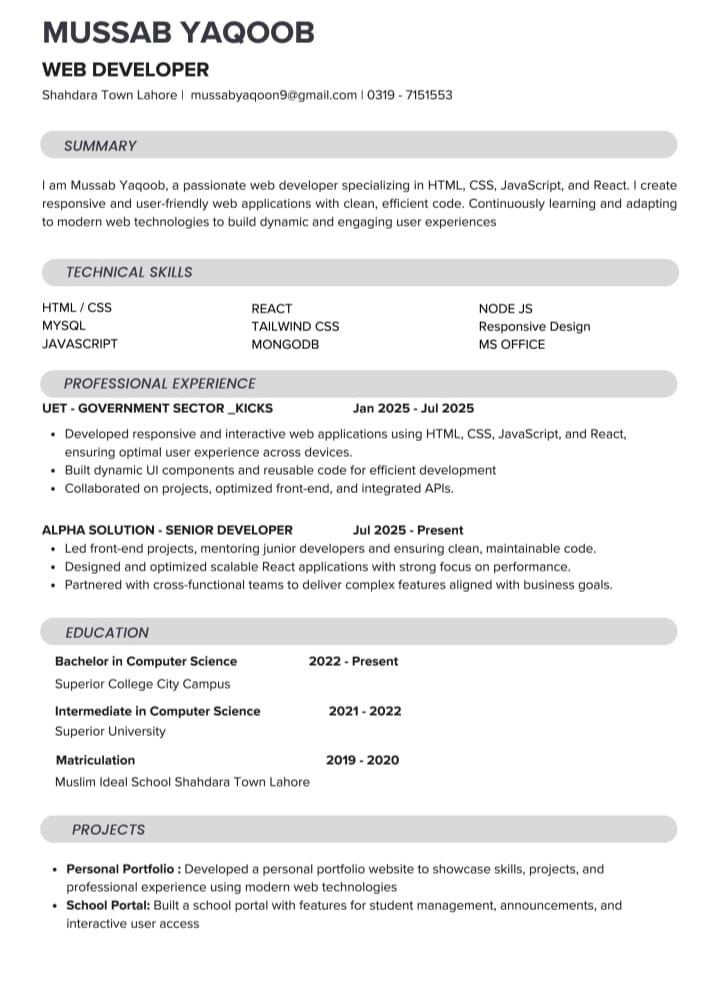 MUSSAB YAQOOB
WEB DEVELOPER
Shahdara Town Lahore | mussabyaqoon9@gmail.com | 0319 - 7151553
SUMMARY
I am Mussab Yaqoob, a passionate web developer specializing in HTML, CSS, JavaScript, and React. I create
responsive and user-friendly web applications with clean, efficient code. Continuously learning and adapting
to modern web technologies to build dynamic and engaging user experiences
TECHNICAL SKILLS
HTML / CSS
MYSQL
JAVASCRIPT
REACT
TAILWIND CSS
MONGODB
NODE JS
Responsive Design
MS OFFICE
PROFESSIONAL EXPERIENCE
UET - GOVERNMENT SECTOR _KICKS Jan 2025 - Jul 2025
• Developed responsive and interactive web applications using HTML, CSS, JavaScript, and React,
ensuring optimal user experience across devices.
• Built dynamic UI components and reusable code for efficient development
• Collaborated on projects, optimized front-end, and integrated APIs.
ALPHA SOLUTION - SENIOR DEVELOPER Jul 2025 - Present
• Led front-end projects, mentoring junior developers and ensuring clean, maintainable code.
• Designed and optimized scalable React applications with strong focus on performance.
• Partnered with cross-functional teams to deliver complex features aligned with business goals.
EDUCATION
Bachelor in Computer Science 2022 - Present
Superior College City Campus
Intermediate in Computer Science 2021 - 2022
Superior University
Matriculation 2019 - 2020
Muslim Ideal School Shahdara Town Lahore
PROJECTS
• Personal Portfolio : Developed a personal portfolio website to showcase skills, projects, and
professional experience using modern web technologies
• School Portal: Built a school portal with features for student management, announcements, and
interactive user access